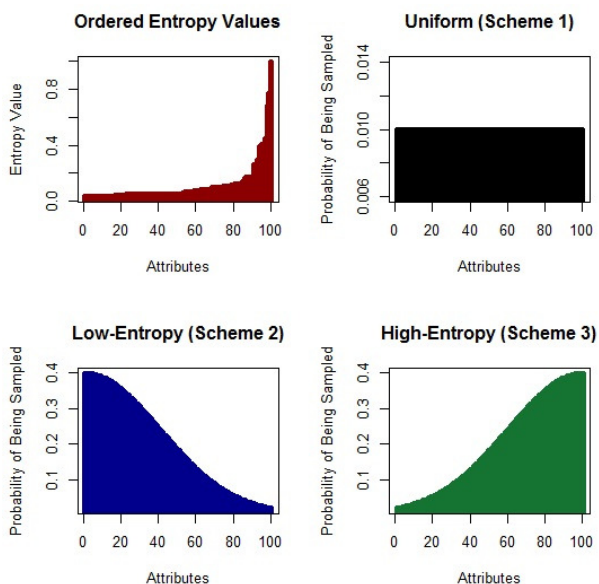 Ordered Entropy Values
Entropy Value
0.0 0.4 0.8
0 20 40 60 80 100
Attributes
Uniform (Scheme 1)
Probability of Being Sampled
0.006 0.010 0.014
0 20 40 60 80 100
Attributes
Low-Entropy (Scheme 2)
Probability of Being Sampled
0.1 0.2 0.3 0.4
0 20 40 60 80 100
Attributes
High-Entropy (Scheme 3)
Probability of Being Sampled
0.1 0.2 0.3 0.4
0 20 40 60 80 100
Attributes